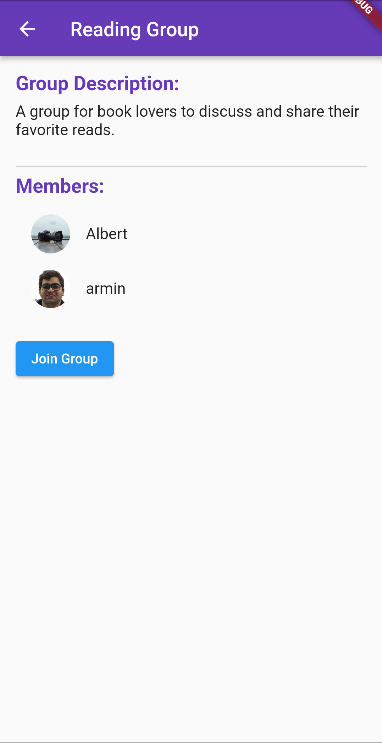 Reading Group
Group Description:
A group for book lovers to discuss and share their
favorite reads.
Members:
Albert
armin
Join Group